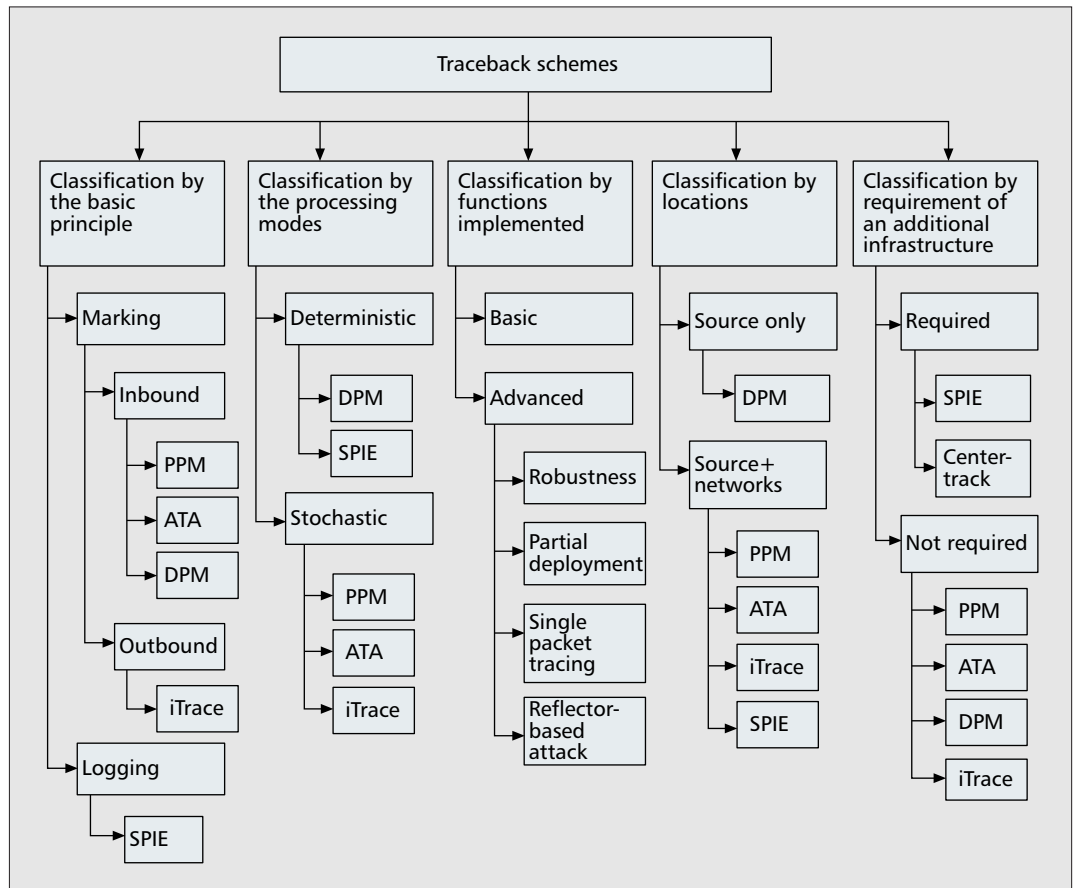 Traceback schemes
Classification by
the basic
principle
Marking
Inbound
PPM
ATA
DPM
Outbound
iTrace
Logging
SPIE
Classification by
the processing
modes
Deterministic
DPM
SPIE
Stochastic
PPM
ATA
iTrace
Classification by
functions
implemented
Basic
Advanced
Robustness
Partial
deployment
Single
packet
tracing
Reflector-
based
attack
Classification by
locations
Source only
DPM
Source+
networks
PPM
ATA
iTrace
SPIE
Classification by
requirement of
an additional
infrastructure
Required
SPIE
Center-
track
Not required
PPM
ATA
DPM
iTrace